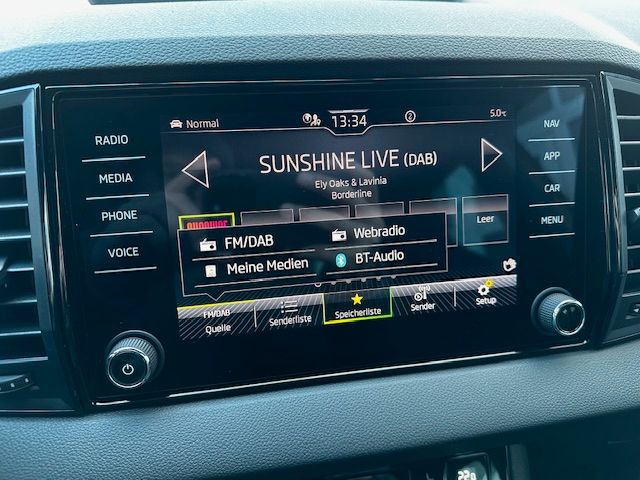 Normal
13:34
2
5.0°C
RADIO
MEDIA
PHONE
VOICE
NAV
APP
CAR
MENU
SUNSHINE LIVE (DAB)
Ely Oaks & Lavinia
Borderline
Leer
FM/DAB
Webradio
Meine Medien
BT-Audio
FM/DAB
Quelle
Senderliste
Speicherliste
Sender
Setup